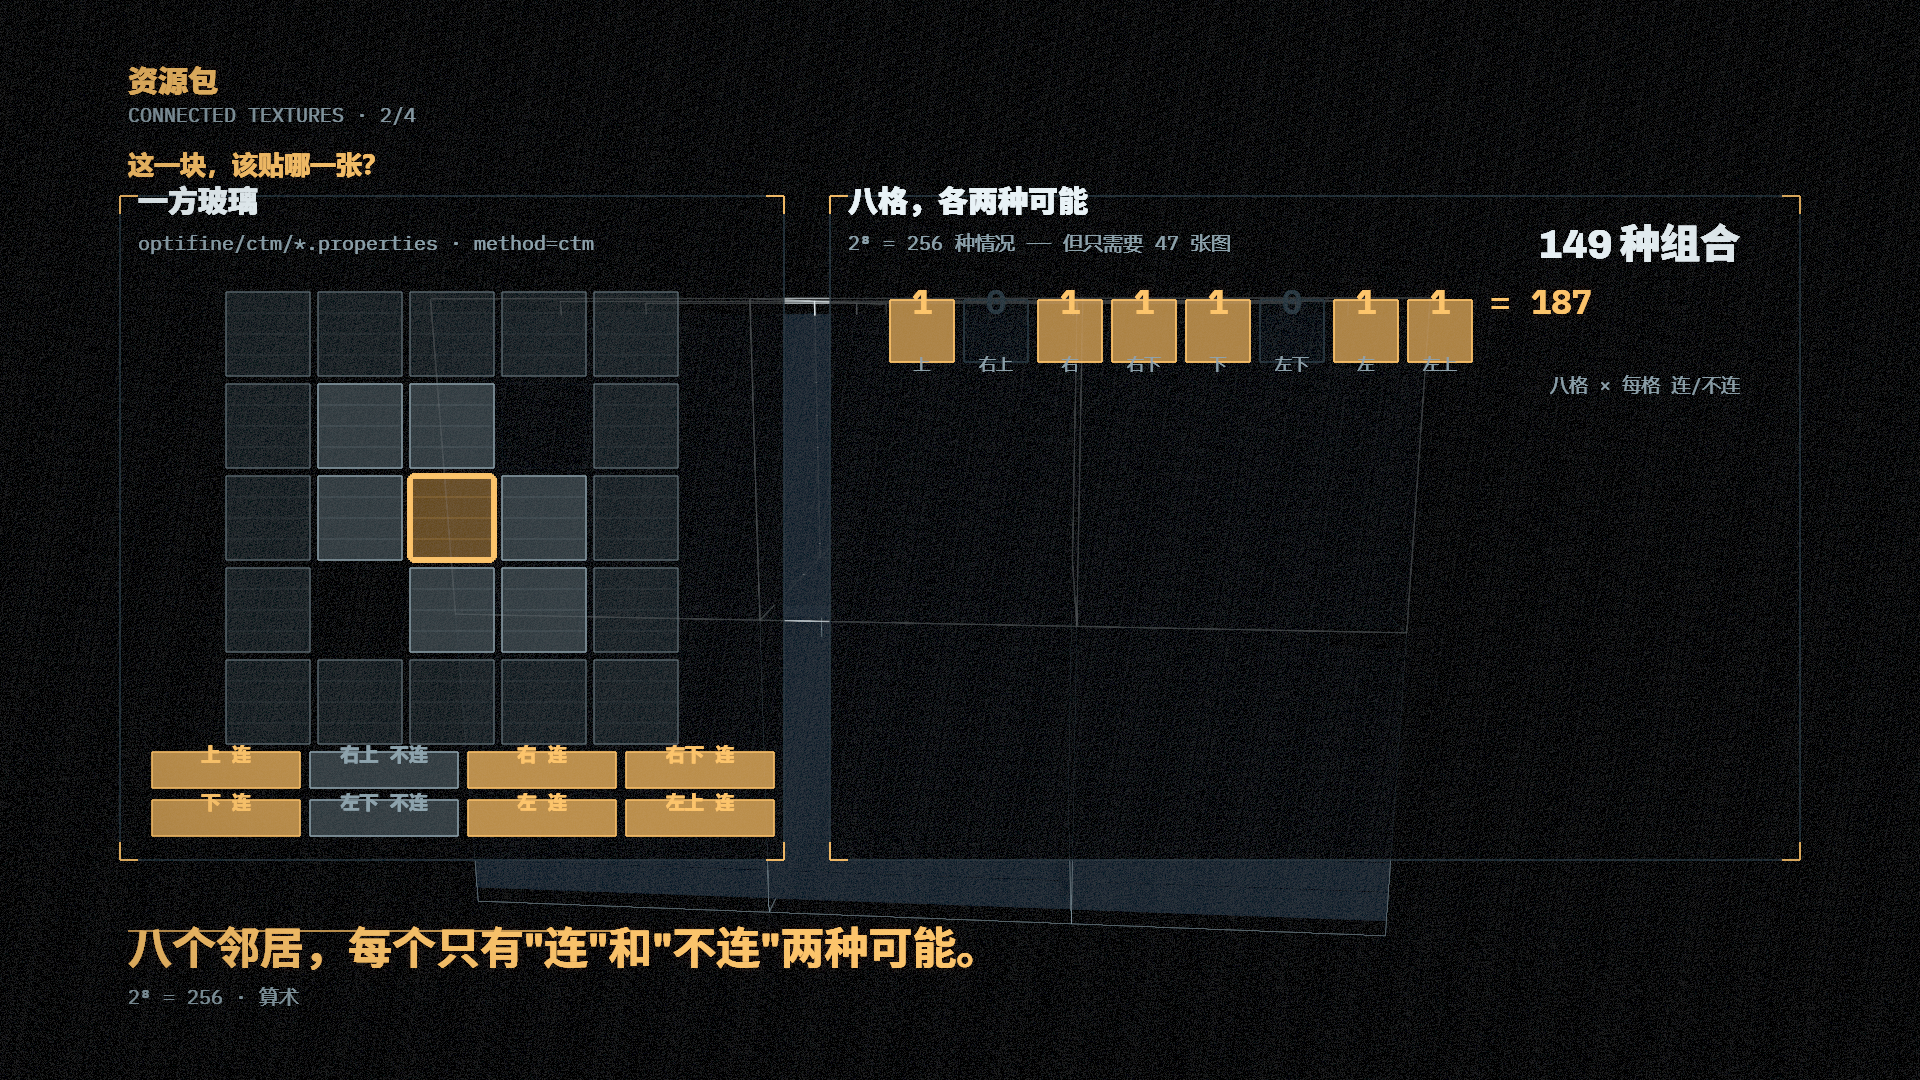 资源包
CONNECTED TEXTURES · 2/4
这一块，该贴哪一张?
一方玻璃
optifine/ctm/*.properties · method=ctm
上 连
右上 不连
右 连
右下 连
下 连
左下 不连
左 连
左上 连
八格，各两种可能
2⁸ = 256 种情况 —— 但只需要 47 张图
149 种组合
1 0 1 1 1 0 1 1 = 187
上 右上 右 右下 下 左下 左 左上
八格 × 每格 连/不连
八个邻居，每个只有"连"和"不连"两种可能。
2⁸ = 256 · 算术